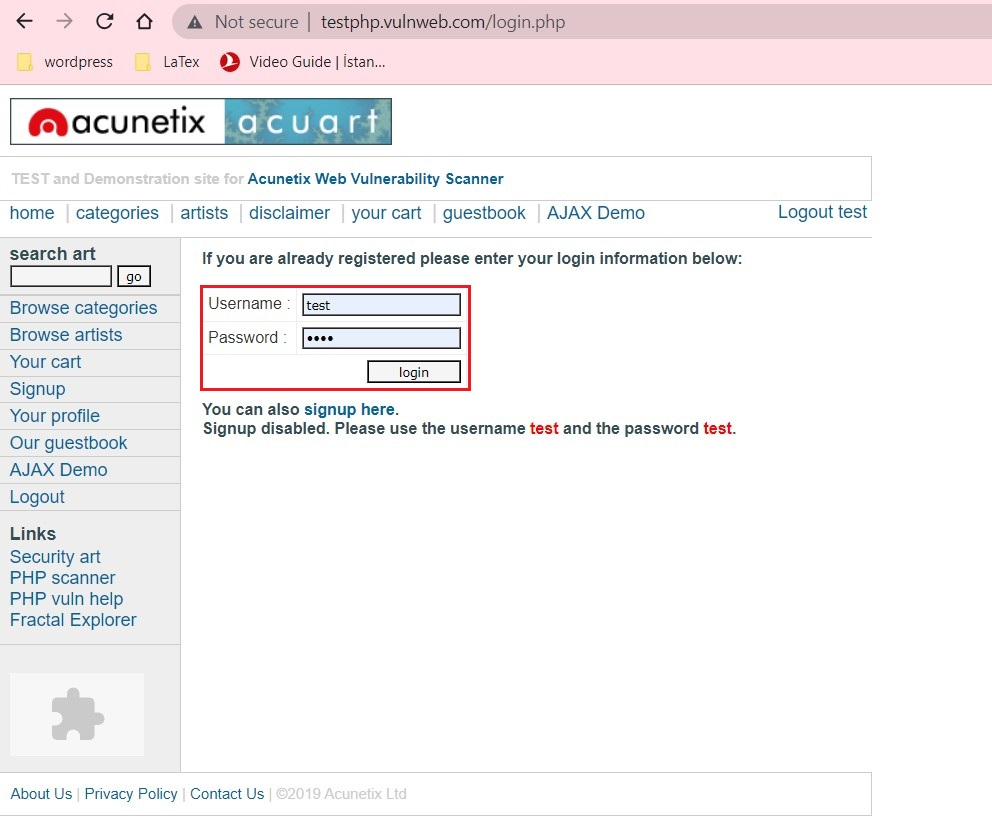 Not secure | testphp.vulnweb.com/login.php
wordpress LaTex Video Guide | İstan...
acunetix acuart
TEST and Demonstration site for Acunetix Web Vulnerability Scanner
home | categories | artists | disclaimer | your cart | guestbook | AJAX Demo Logout test
search art
go
Browse categories
Browse artists
Your cart
Signup
Your profile
Our guestbook
AJAX Demo
Logout
Links
Security art
PHP scanner
PHP vuln help
Fractal Explorer
If you are already registered please enter your login information below:
Username : test
Password : ••••
login
You can also signup here.
Signup disabled. Please use the username test and the password test.
About Us | Privacy Policy | Contact Us | ©2019 Acunetix Ltd